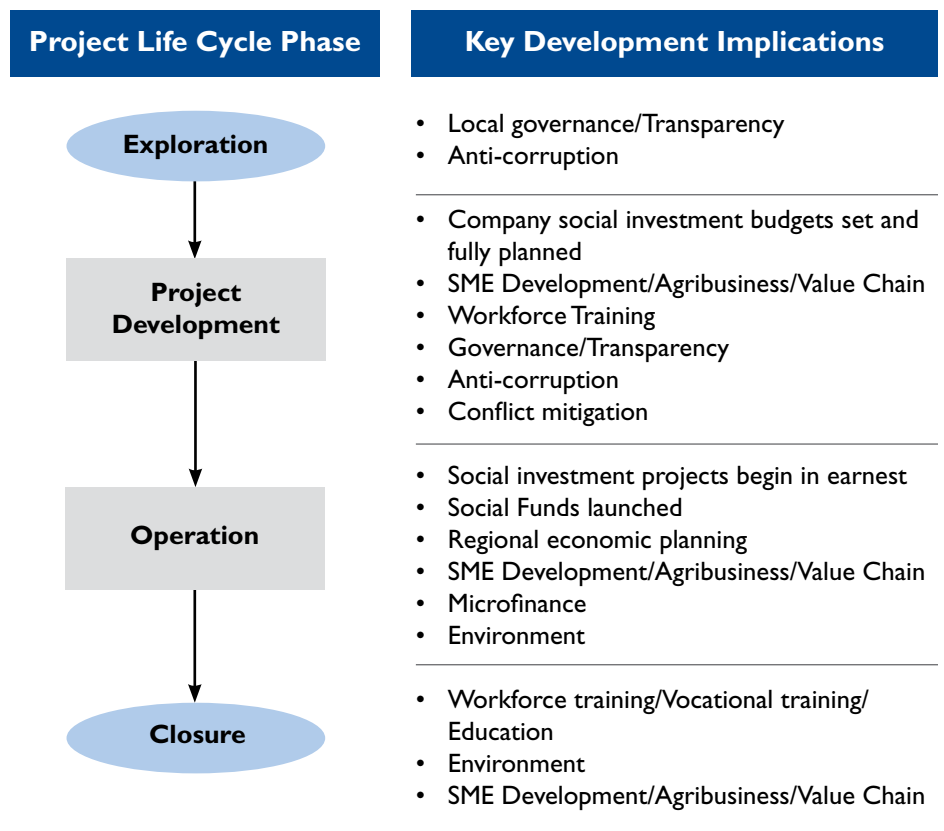 Project Life Cycle Phase
Key Development Implications
Exploration
• Local governance/Transparency
• Anti-corruption
Project
Development
• Company social investment budgets set and
fully planned
• SME Development/Agribusiness/Value Chain
• Workforce Training
• Governance/Transparency
• Anti-corruption
• Conflict mitigation
Operation
• Social investment projects begin in earnest
• Social Funds launched
• Regional economic planning
• SME Development/Agribusiness/Value Chain
• Microfinance
• Environment
Closure
• Workforce training/Vocational training/
Education
• Environment
• SME Development/Agribusiness/Value Chain